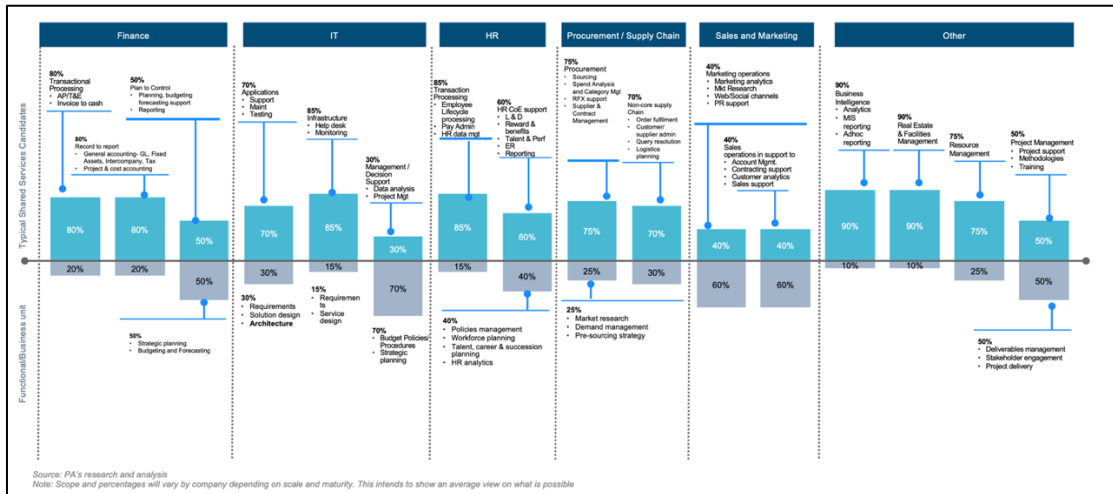 Finance
IT
HR
Procurement / Supply Chain
Sales and Marketing
Other
Typical Shared Services Candidates
Functional/Business unit
80%
Transactional
Processing
• AP/T&E
• Invoice to cash
50%
Plan to Control
• Planning, budgeting
forecasting support
• Reporting
80%
Record to report
• General accounting- GL, Fixed
Assets, Intercompany, Tax
• Project & cost accounting
80%
80%
50%
20%
20%
50%
50%
• Strategic planning
• Budgeting and Forecasting
70%
Applications
• Support
• Maint
• Testing
85%
Infrastructure
• Help desk
• Monitoring
30%
Management /
Decision
Support
• Data analysis
• Project Mgt
70%
85%
30%
30%
15%
70%
30%
• Requirements
• Solution design
• Architecture
15%
• Requiremen
ts
• Service
design
70%
• Budget Policies/
Procedures
• Strategic
planning
85%
Transaction
Processing
• Employee
Lifecycle
processing
• Pay Admin
• HR data mgt
60%
HR CoE support
• L & D
• Reward &
benefits
• Talent & Perf
• ER
• Reporting
85%
60%
15%
40%
40%
• Policies management
• Workforce planning
• Talent, career & succession
planning
• HR analytics
75%
Procurement
• Sourcing
• Spend Analysis
and Category Mgt
• RFX support
• Supplier &
Contract
Management
70%
Non-core supply
Chain
• Order fulfilment
• Customer/
supplier admin
• Query resolution
• Logistics
planning
75%
70%
25%
30%
25%
• Market research
• Demand management
• Pre-sourcing strategy
40%
Marketing operations
• Marketing analytics
• Mkt Research
• Web/Social channels
• PR support
40%
Sales
operations in support to
• Account Mgmt.
• Contracting support
• Customer analytics
• Sales support
40%
40%
60%
60%
90%
Business
Intelligence
• Analytics
• MIS
reporting
• Adhoc
reporting
90%
Real Estate
& Facilities
Management
75%
Resource
Management
50%
Project Management
• Project support
• Methodologies
• Training
90%
90%
75%
50%
10%
10%
25%
50%
50%
• Deliverables management
• Stakeholder engagement
• Project delivery
Source: PA's research and analysis
Note: Scope and percentages will vary by company depending on scale and maturity. This intends to show an average view on what is possible